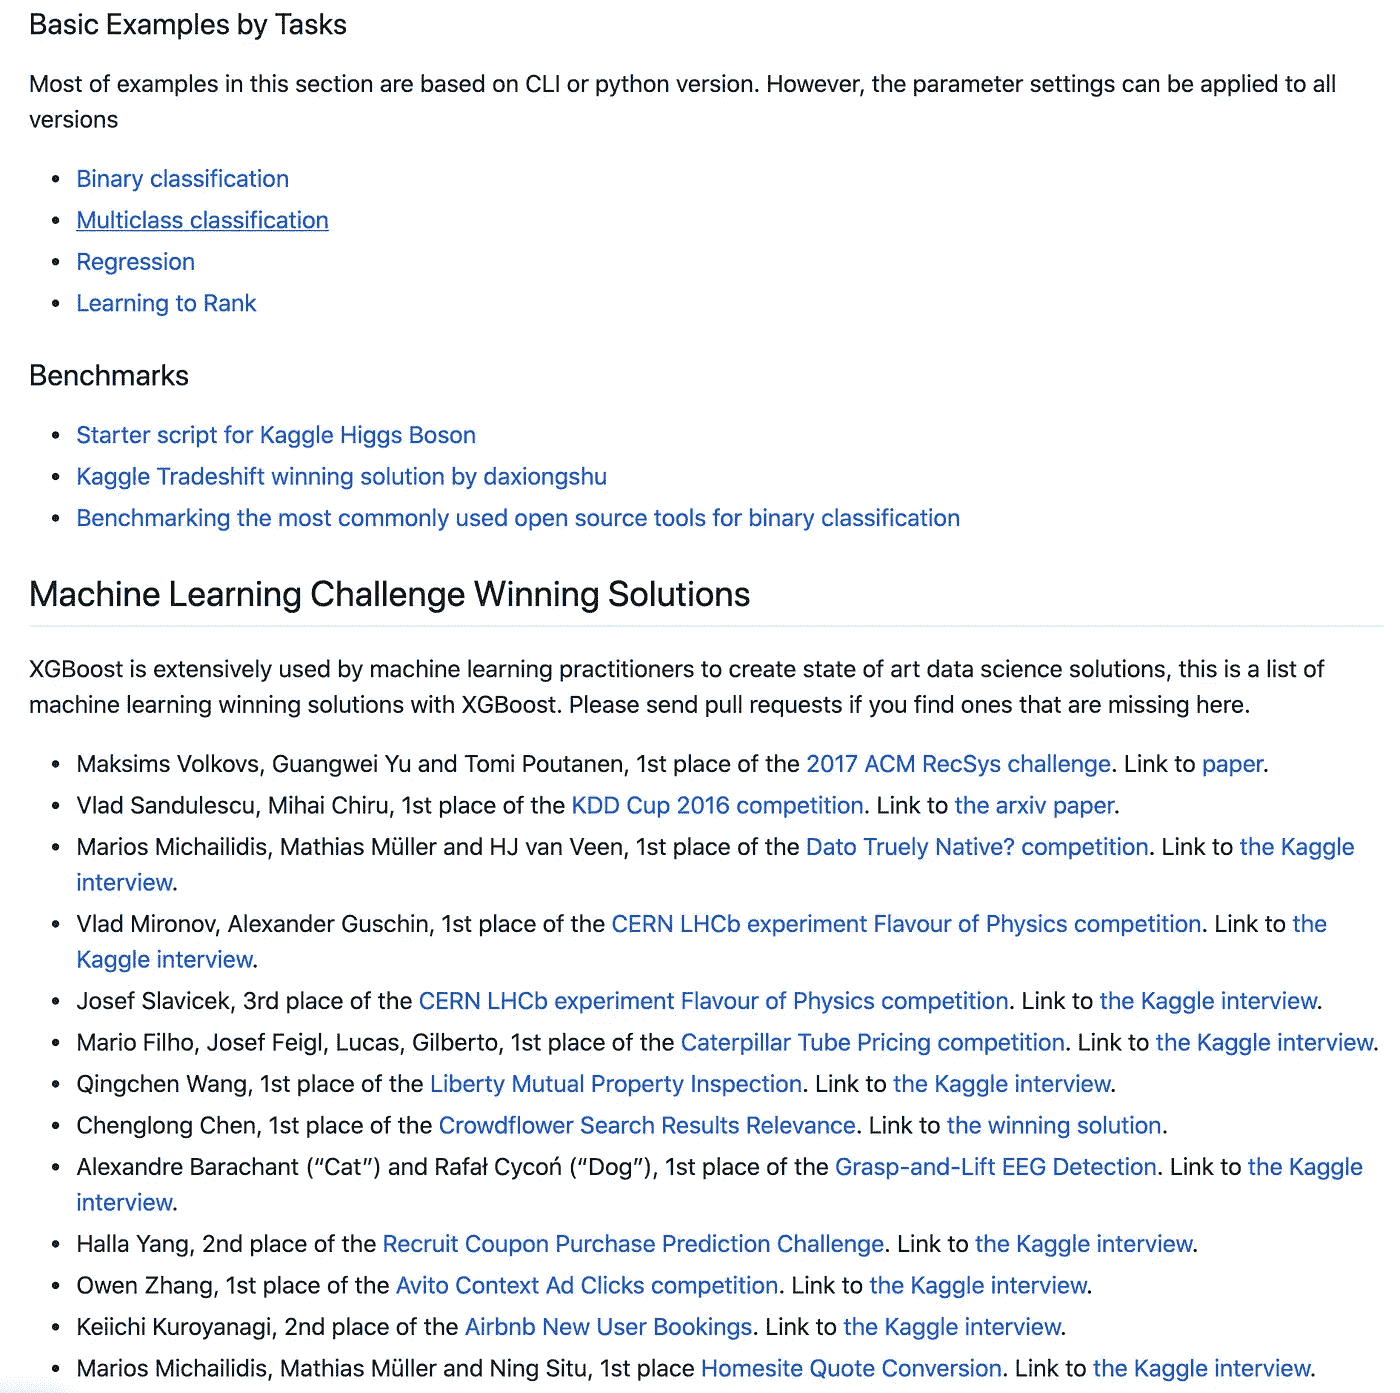 Basic Examples by Tasks
Most of examples in this section are based on CLI or python version. However, the parameter settings can be applied to all
versions
• Binary classification
• Multiclass classification
• Regression
• Learning to Rank
Benchmarks
• Starter script for Kaggle Higgs Boson
• Kaggle Tradeshift winning solution by daxiongshu
• Benchmarking the most commonly used open source tools for binary classification
Machine Learning Challenge Winning Solutions
XGBoost is extensively used by machine learning practitioners to create state of art data science solutions, this is a list of
machine learning winning solutions with XGBoost. Please send pull requests if you find ones that are missing here.
• Maksims Volkovs, Guangwei Yu and Tomi Poutanen, 1st place of the 2017 ACM RecSys challenge. Link to paper.
• Vlad Sandulescu, Mihai Chiru, 1st place of the KDD Cup 2016 competition. Link to the arxiv paper.
• Marios Michailidis, Mathias Müller and HJ van Veen, 1st place of the Dato Truely Native? competition. Link to the Kaggle
interview.
• Vlad Mironov, Alexander Guschin, 1st place of the CERN LHCb experiment Flavour of Physics competition. Link to the
Kaggle interview.
• Josef Slavicek, 3rd place of the CERN LHCb experiment Flavour of Physics competition. Link to the Kaggle interview.
• Mario Filho, Josef Feigl, Lucas, Gilberto, 1st place of the Caterpillar Tube Pricing competition. Link to the Kaggle interview.
• Qingchen Wang, 1st place of the Liberty Mutual Property Inspection. Link to the Kaggle interview.
• Chenglong Chen, 1st place of the Crowdflower Search Results Relevance. Link to the winning solution.
• Alexandre Barachant (“Cat”) and Rafał Cycoń (“Dog”), 1st place of the Grasp-and-Lift EEG Detection. Link to the Kaggle
interview.
• Halla Yang, 2nd place of the Recruit Coupon Purchase Prediction Challenge. Link to the Kaggle interview.
• Owen Zhang, 1st place of the Avito Context Ad Clicks competition. Link to the Kaggle interview.
• Keiichi Kuroyanagi, 2nd place of the Airbnb New User Bookings. Link to the Kaggle interview.
• Marios Michailidis, Mathias Müller and Ning Situ, 1st place Homesite Quote Conversion. Link to the Kaggle interview.